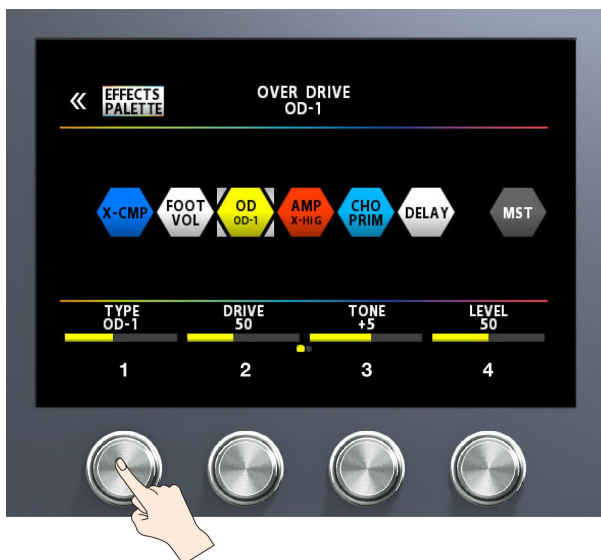 « EFFECTS
PALETTE
OVER DRIVE
OD-1
X-CMP
FOOT
VOL
OD
OD-1
AMP
X-HiG
CHO
PRIM
DELAY
MST
TYPE
OD-1
DRIVE
50
TONE
+5
LEVEL
50
1
2
3
4